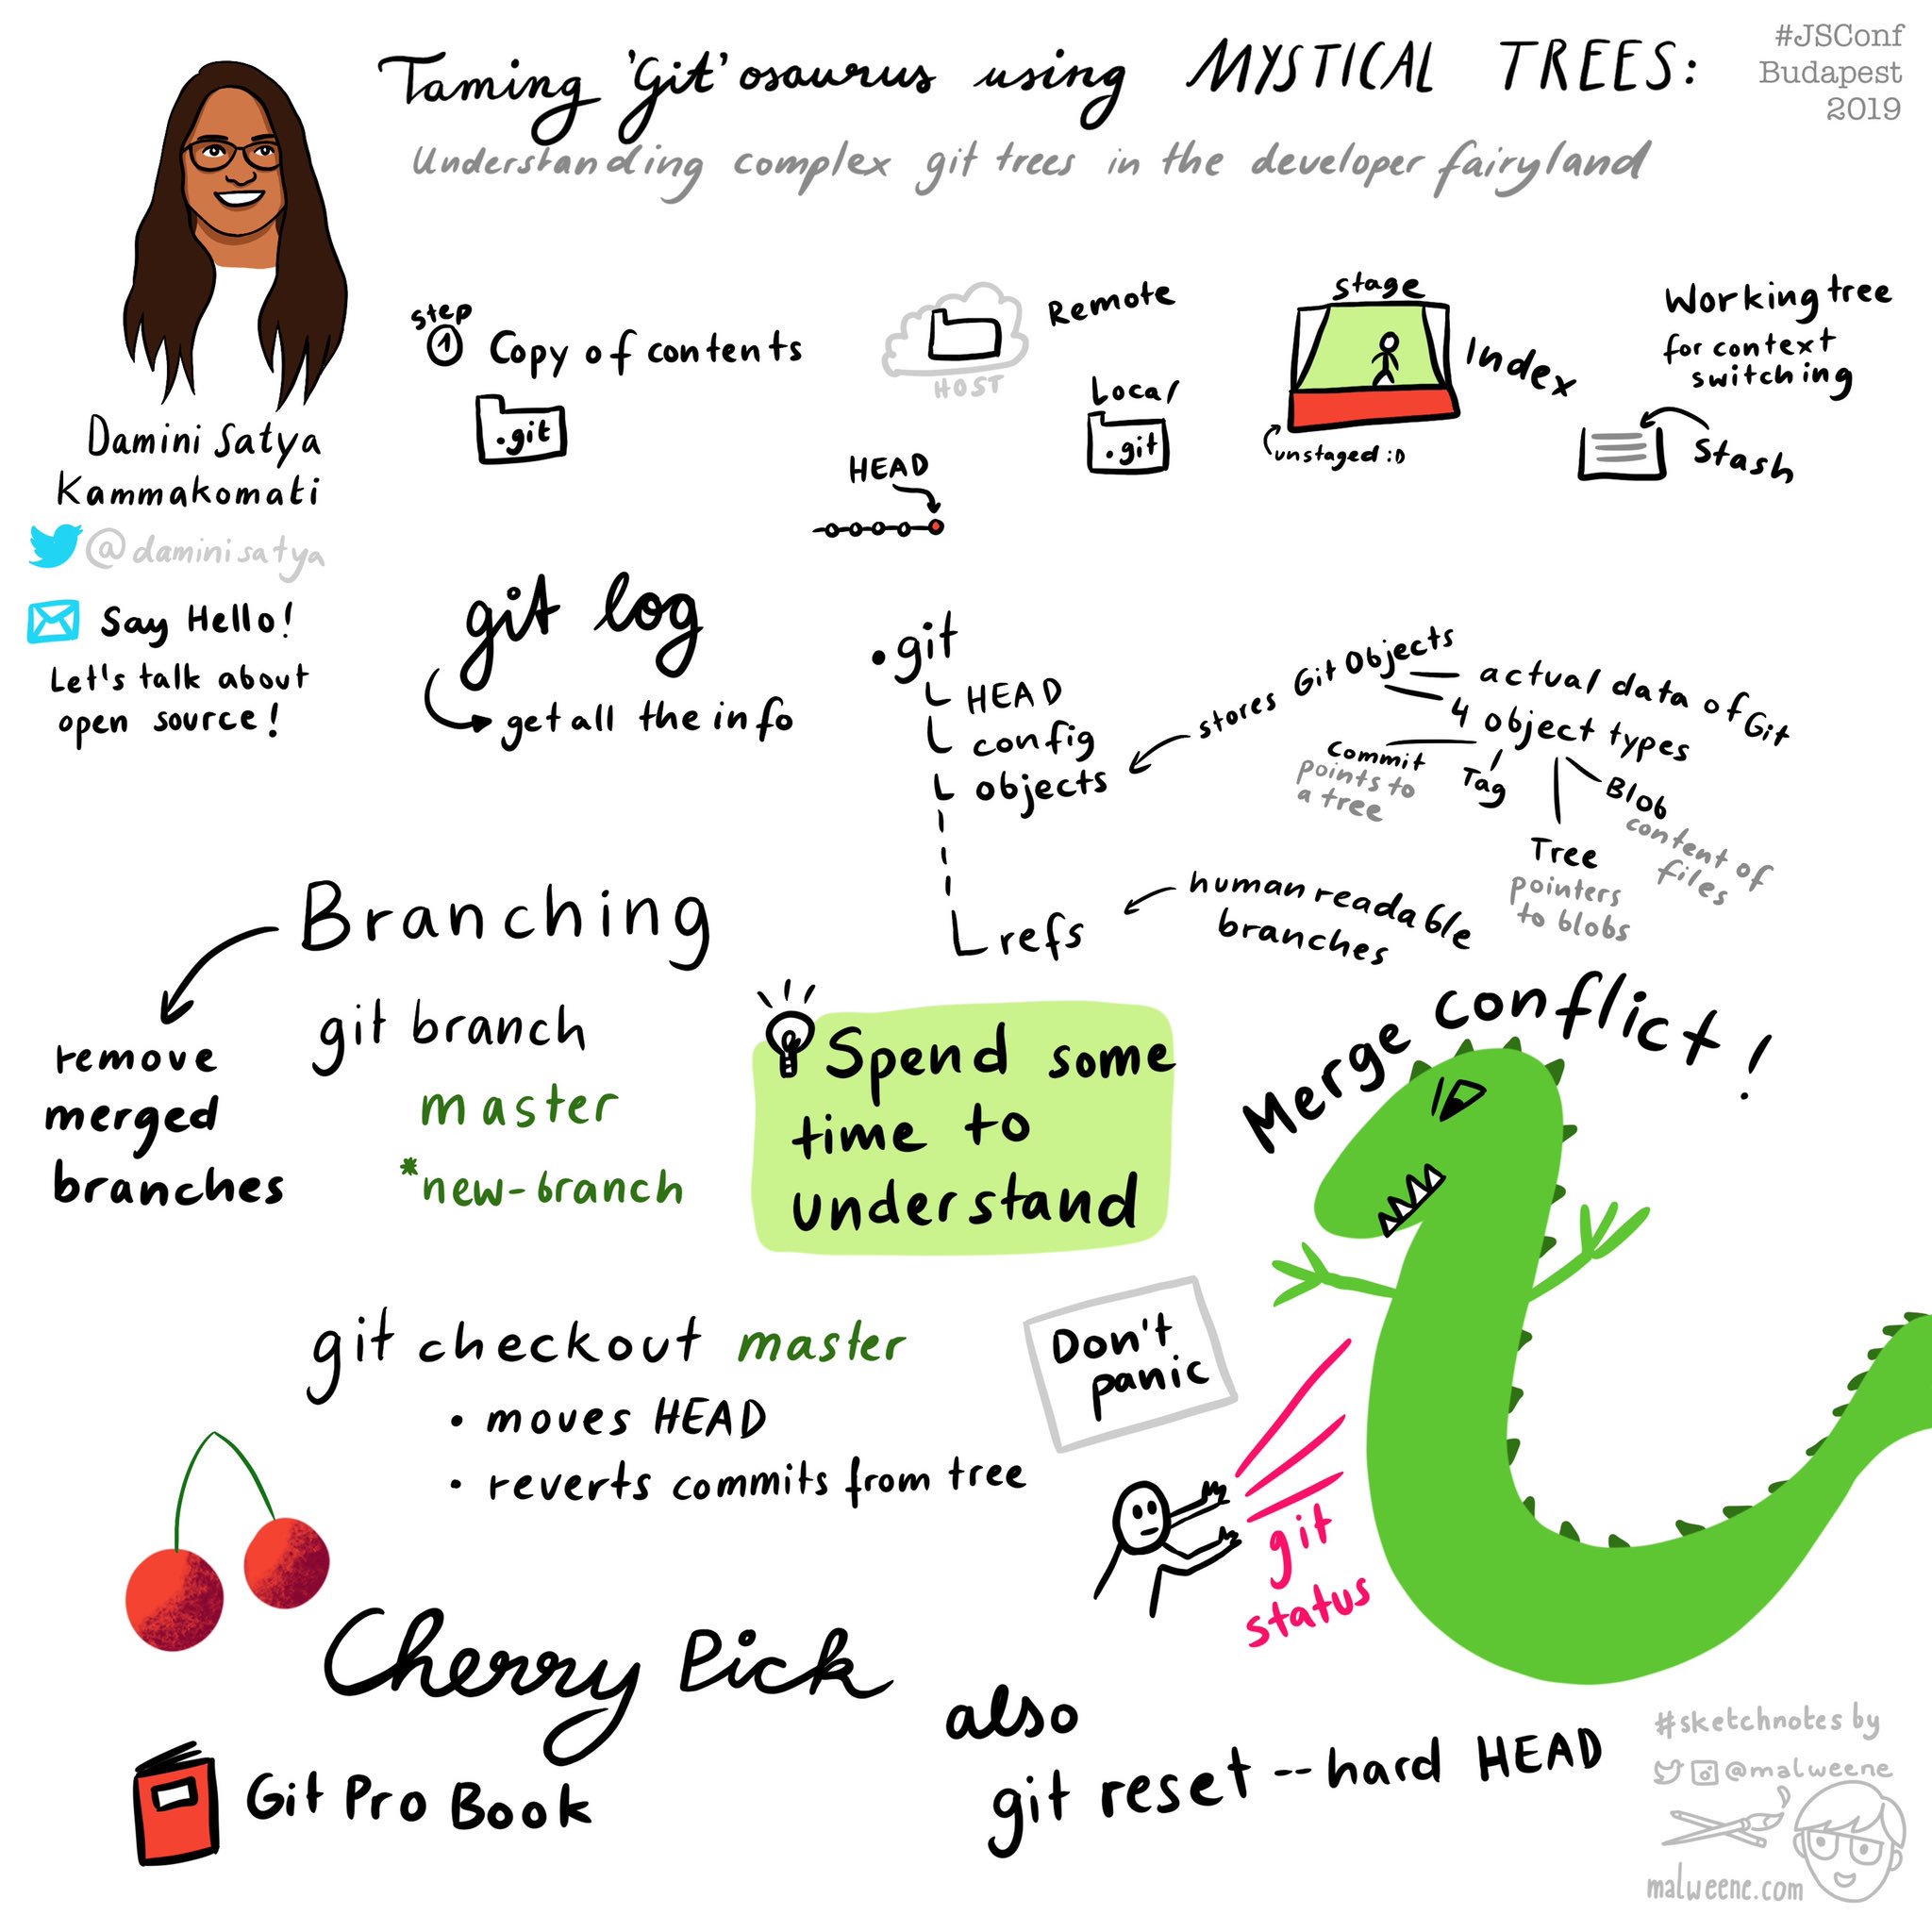 Taming 'git'osaurus using MYSTICAL TREES:
Understanding complex git trees in the developer fairyland
#JSConf
Budapest
2019
Damini Satya
Kammakomati
@daminisatya
Say Hello!
Let's talk about
open source!
step
1 Copy of contents
.git
HOST
Remote
Local
.git
HEAD
stage
Index
unstaged :D
Working tree
for context
switching
Stash
git log
get all the info
.git
HEAD
config
objects
refs
stores Git Objects
actual data of Git
4 object types
Commit
points to
a tree
Tag
Tree
pointers
to blobs
Blob
content of
files
human readable
branches
Branching
remove
merged
branches
git branch
master
*new-branch
Spend some
time to
understand
Merge conflict!
git checkout master
• moves HEAD
• reverts commits from tree
Don't
panic
git
status
Cherry Pick
also
git reset --hard HEAD
Git Pro Book
#sketchnotes by
@malweene
malweene.com